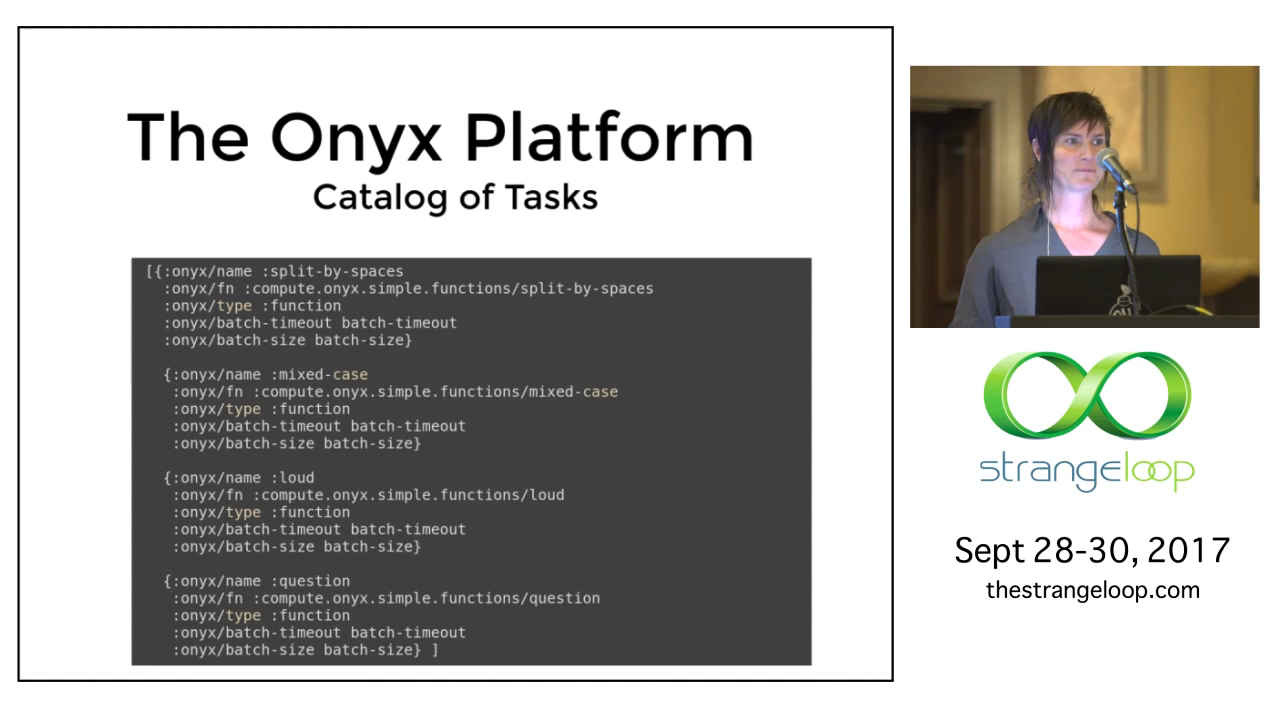 The Onyx Platform
Catalog of Tasks
[{:onyx/name :split-by-spaces
:onyx/fn :compute.onyx.simple.functions/split-by-spaces
:onyx/type :function
:onyx/batch-timeout batch-timeout
:onyx/batch-size batch-size}
{:onyx/name :mixed-case
:onyx/fn :compute.onyx.simple.functions/mixed-case
:onyx/type :function
:onyx/batch-timeout batch-timeout
:onyx/batch-size batch-size}
{:onyx/name :loud
:onyx/fn :compute.onyx.simple.functions/loud
:onyx/type :function
:onyx/batch-timeout batch-timeout
:onyx/batch-size batch-size}
{:onyx/name :question
:onyx/fn :compute.onyx.simple.functions/question
:onyx/type :function
:onyx/batch-timeout batch-timeout
:onyx/batch-size batch-size} ]
strangeloop
Sept 28-30, 2017
thestrangeloop.com